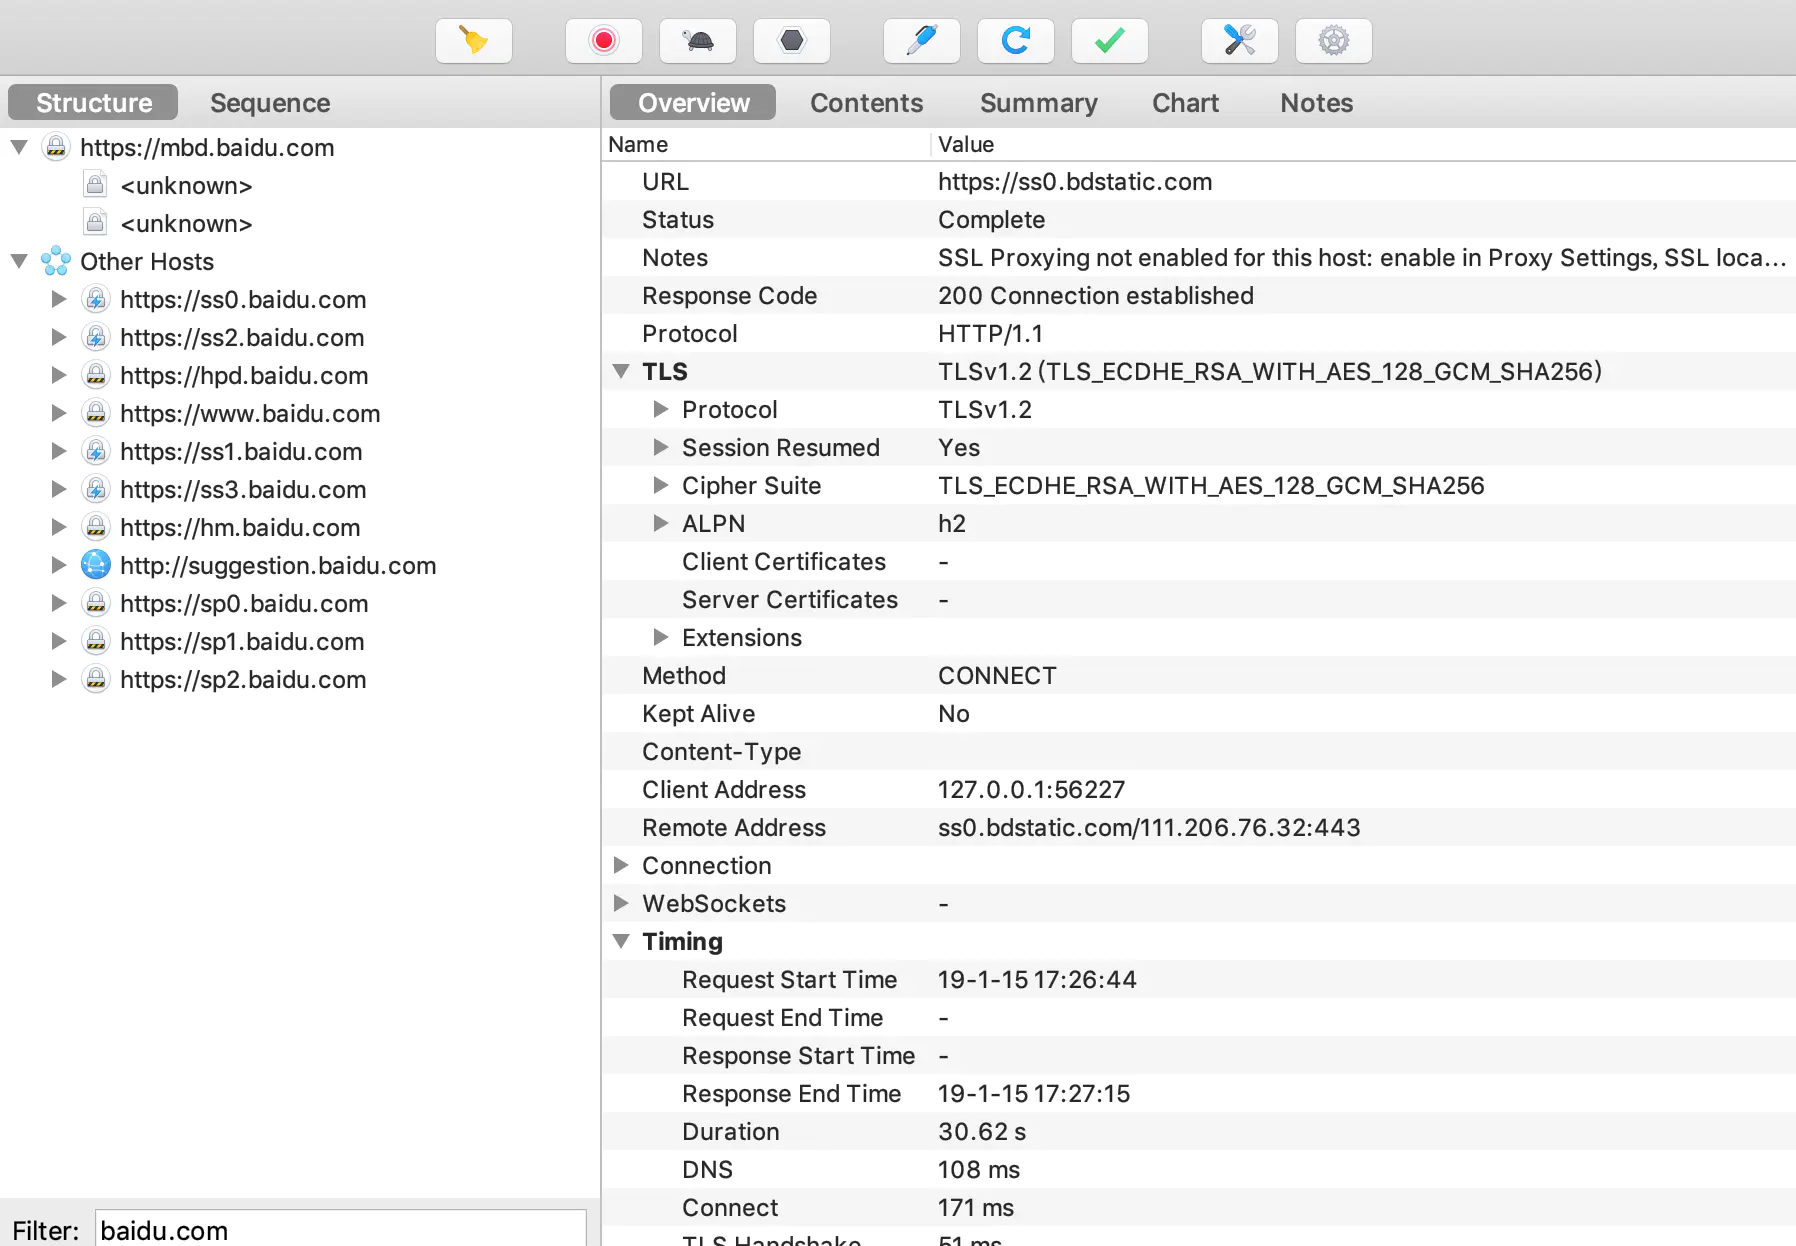 Structure Sequence
https://mbd.baidu.com
<unknown>
<unknown>
Other Hosts
https://ss0.baidu.com
https://ss2.baidu.com
https://hpd.baidu.com
https://www.baidu.com
https://ss1.baidu.com
https://ss3.baidu.com
https://hm.baidu.com
http://suggestion.baidu.com
https://sp0.baidu.com
https://sp1.baidu.com
https://sp2.baidu.com
Filter: baidu.com
Overview Contents Summary Chart Notes
Name Value
URL https://ss0.bdstatic.com
Status Complete
Notes SSL Proxying not enabled for this host: enable in Proxy Settings, SSL loca...
Response Code 200 Connection established
Protocol HTTP/1.1
TLS TLSv1.2 (TLS_ECDHE_RSA_WITH_AES_128_GCM_SHA256)
Protocol TLSv1.2
Session Resumed Yes
Cipher Suite TLS_ECDHE_RSA_WITH_AES_128_GCM_SHA256
ALPN h2
Client Certificates -
Server Certificates -
Extensions
Method CONNECT
Kept Alive No
Content-Type
Client Address 127.0.0.1:56227
Remote Address ss0.bdstatic.com/111.206.76.32:443
Connection
WebSockets -
Timing
Request Start Time 19-1-15 17:26:44
Request End Time -
Response Start Time -
Response End Time 19-1-15 17:27:15
Duration 30.62 s
DNS 108 ms
Connect 171 ms
TLS Handshake 51 ms